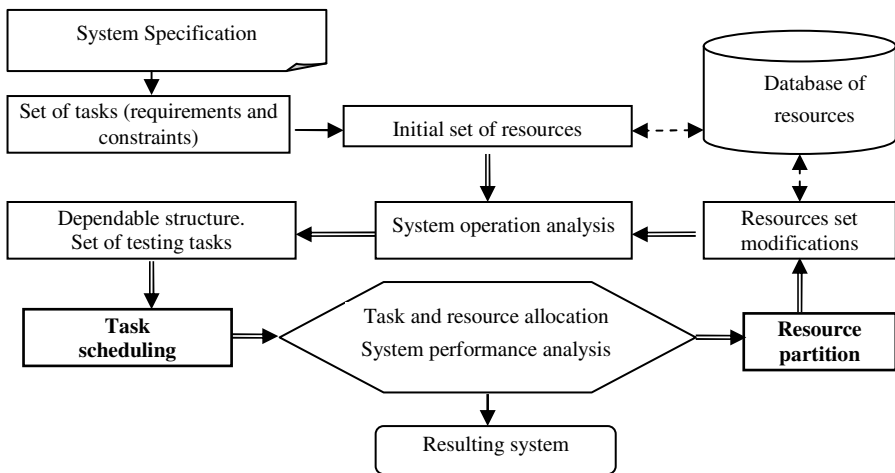 System Specification
Database of
resources
Set of tasks (requirements and
constraints)
Initial set of resources
Dependable structure.
Set of testing tasks
System operation analysis
Resources set
modifications
Task
scheduling
Task and resource allocation
System performance analysis
Resource
partition
Resulting system